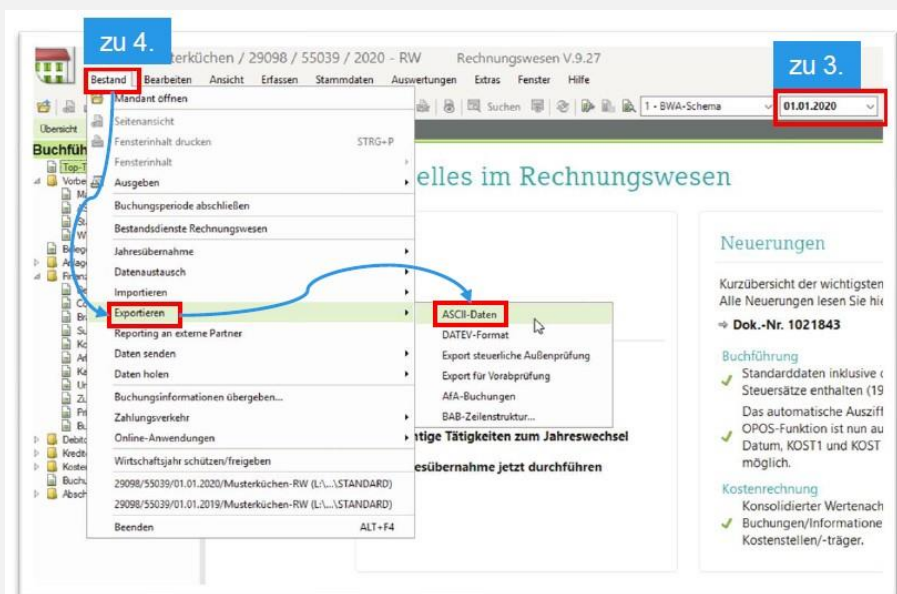 zu 4.
zu 3.
erküchen / 29098 / 55039 / 2020 - RW Rechnungswesen V.9.27
Bestand Bearbeiten Ansicht Erfassen Stammdaten Auswertungen Extras Fenster Hilfe
Suchen 1 - BWA-Schema 01.01.2020
Übersicht
Buchfüh
Mandant öffnen
Seitenansicht
Fensterinhalt drucken STRG+P
Fensterinhalt
Ausgeben
Buchungsperiode abschließen
Bestandsdienste Rechnungswesen
Jahresübernahme
Datenaustausch
Importieren
Exportieren
Reporting an externe Partner
Daten senden
Daten holen
Buchungsinformationen übergeben...
Zahlungsverkehr
Online-Anwendungen
Wirtschaftsjahr schützen/freigeben
29098/55039/01.01.2020/Musterküchen-RW (L:\...\STANDARD)
29098/55039/01.01.2019/Musterküchen-RW (L:\...\STANDARD)
Beenden ALT+F4
ASCII-Daten
DATEV-Format
Export steuerliche Außenprüfung
Export für Vorabprüfung
AfA-Buchungen
BAB-Zeilenstruktur...
elles im Rechnungswesen
htige Tätigkeiten zum Jahreswechsel
esübernahme jetzt durchführen
Neuerungen
Kurzübersicht der wichtigsten
Alle Neuerungen lesen Sie hie
⇨ Dok.-Nr. 1021843
Buchführung
Standarddaten inklusive
Steuersätze enthalten (19
Das automatische Ausziff
OPOS-Funktion ist nun au
Datum, KOST1 und KOST
möglich.
Kostenrechnung
Konsolidierter Wertenach
Buchungen/Informatione
Kostenstellen/-träger.